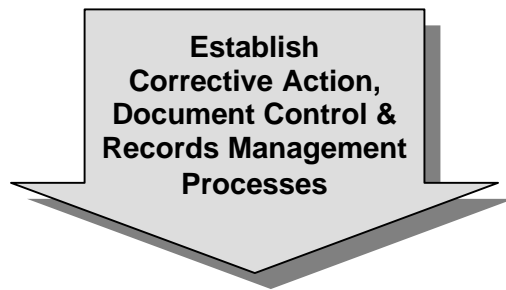 Establish
Corrective Action,
Document Control &
Records Management
Processes